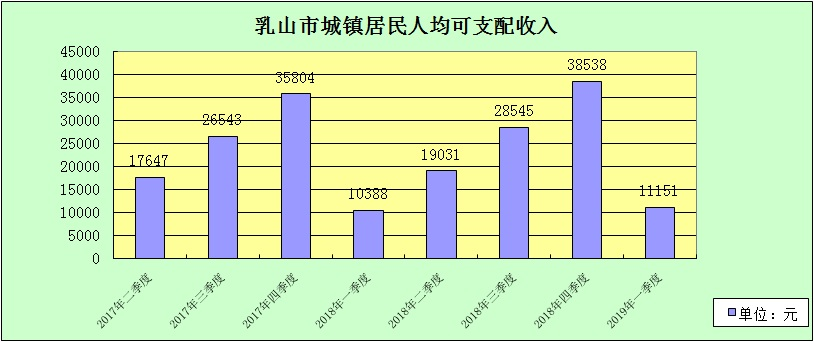 乳山市城镇居民人均可支配收入
45000
40000
35000
30000
25000
20000
15000
10000
5000
0
17647
26543
35804
10388
19031
28545
38538
11151
2017年二季度
2017年三季度
2017年四季度
2018年一季度
2018年二季度
2018年三季度
2018年四季度
2019年一季度
单位：元